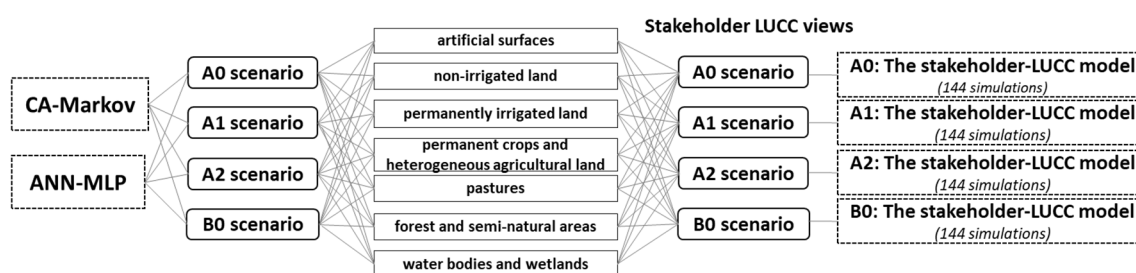 Stakeholder LUCC views
CA-Markov
ANN-MLP
A0 scenario
A1 scenario
A2 scenario
B0 scenario
artificial surfaces
non-irrigated land
permanently irrigated land
permanent crops and
heterogeneous agricultural land
pastures
forest and semi-natural areas
water bodies and wetlands
A0 scenario
A1 scenario
A2 scenario
B0 scenario
A0: The stakeholder-LUCC model
(144 simulations)
A1: The stakeholder-LUCC model
(144 simulations)
A2: The stakeholder-LUCC model
(144 simulations)
B0: The stakeholder-LUCC model
(144 simulations)